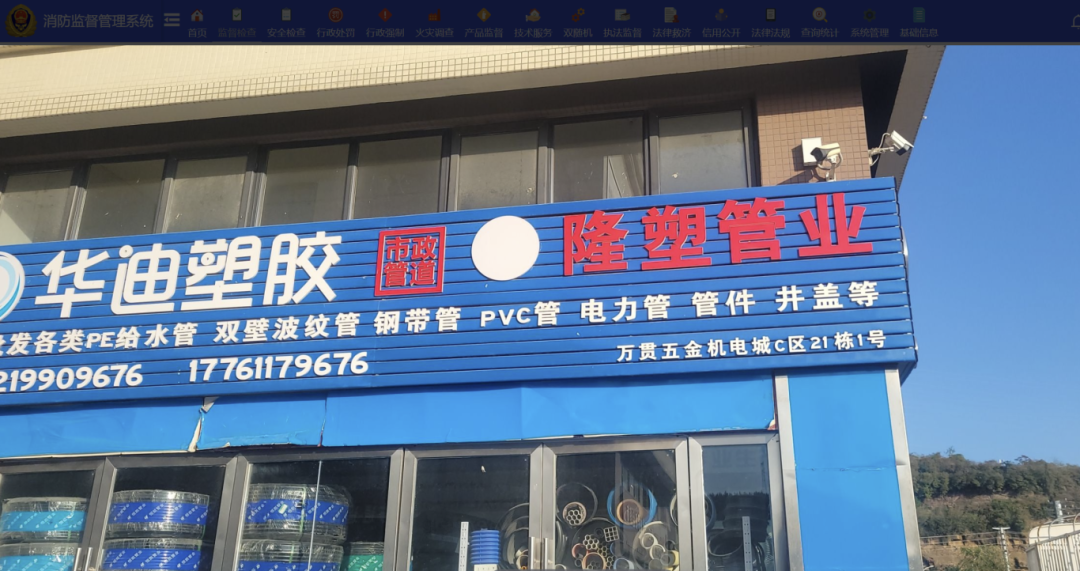 消防监督管理系统
首页 监督检查 安全检查 行政处罚 行政强制 火灾调查 产品监督 技术服务 双随机 执法监督 法律救济 信用公开 法律法规 查询统计 系统管理 基础信息
华迪塑胶 市政管道 隆塑管业
发各类PE给水管 双壁波纹管 钢带管 PVC管 电力管 管件 井盖等
219909676 17761179676 万贯五金机电城C区21栋1号